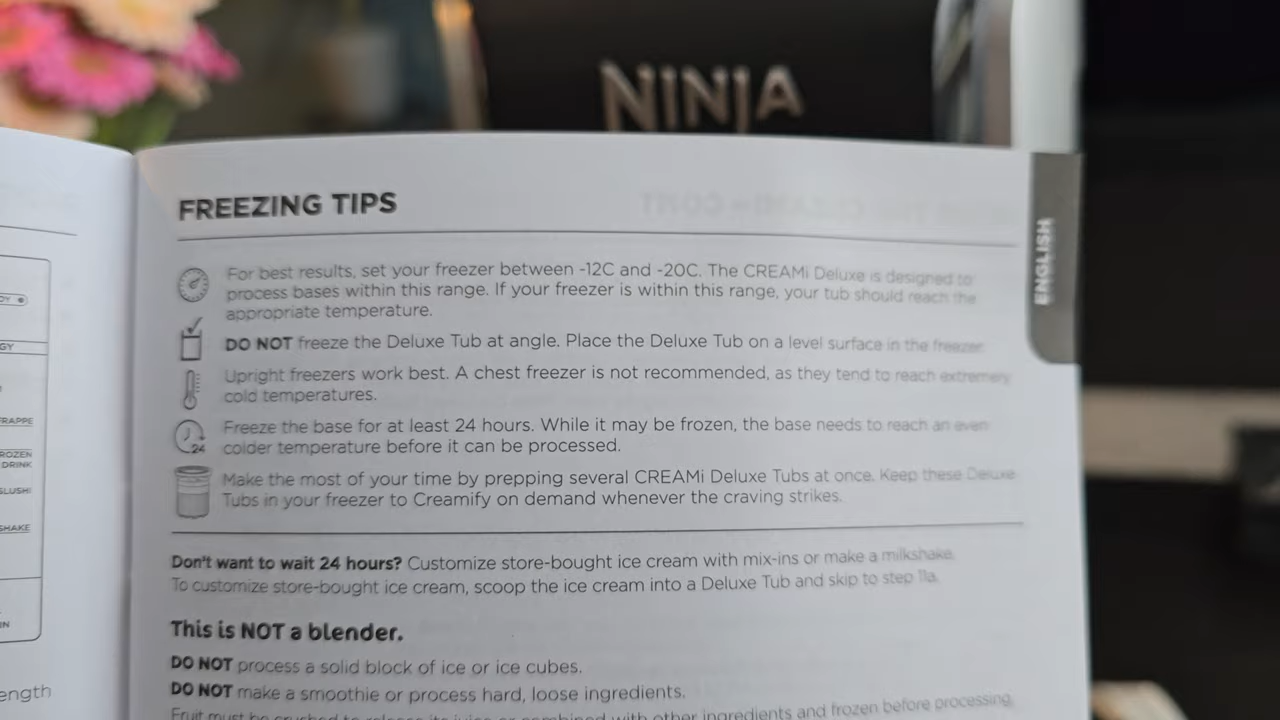 NINJA
FREEZING TIPS
ENGLISH
For best results, set your freezer between -12C and -20C. The CREAMi Deluxe is designed to
process bases within this range. If your freezer is within this range, your tub should reach the
appropriate temperature.
DO NOT freeze the Deluxe Tub at angle. Place the Deluxe Tub on a level surface in the freezer.
Upright freezers work best. A chest freezer is not recommended, as they tend to reach extremely
cold temperatures.
24
Freeze the base for at least 24 hours. While it may be frozen, the base needs to reach an even
colder temperature before it can be processed.
Make the most of your time by prepping several CREAMi Deluxe Tubs at once. Keep these Deluxe
Tubs in your freezer to Creamify on demand whenever the craving strikes.
Don't want to wait 24 hours? Customize store-bought ice cream with mix-ins or make a milkshake.
To customize store-bought ice cream, scoop the ice cream into a Deluxe Tub and skip to step 11a.
This is NOT a blender.
DO NOT process a solid block of ice or ice cubes.
DO NOT make a smoothie or process hard, loose ingredients.
Fruit must be crushed to release its juice or combined with other ingredients and frozen before processing.
FRAPPE
DRINK